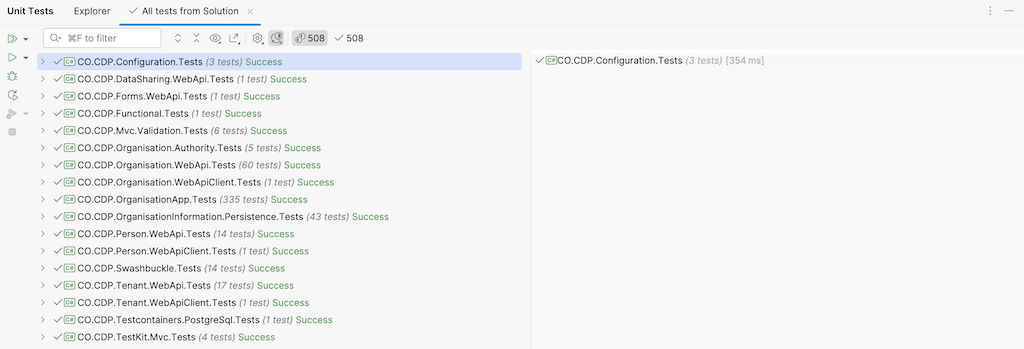 Unit Tests Explorer All tests from Solution
⌘F to filter 508 508
C# CO.CDP.Configuration.Tests (3 tests) Success
C# CO.CDP.DataSharing.WebApi.Tests (1 test) Success
C# CO.CDP.Forms.WebApi.Tests (1 test) Success
C# CO.CDP.Functional.Tests (1 test) Success
C# CO.CDP.Mvc.Validation.Tests (6 tests) Success
C# CO.CDP.Organisation.Authority.Tests (5 tests) Success
C# CO.CDP.Organisation.WebApi.Tests (60 tests) Success
C# CO.CDP.Organisation.WebApiClient.Tests (1 test) Success
C# CO.CDP.OrganisationApp.Tests (335 tests) Success
C# CO.CDP.OrganisationInformation.Persistence.Tests (43 tests) Success
C# CO.CDP.Person.WebApi.Tests (14 tests) Success
C# CO.CDP.Person.WebApiClient.Tests (1 test) Success
C# CO.CDP.Swashbuckle.Tests (14 tests) Success
C# CO.CDP.Tenant.WebApi.Tests (17 tests) Success
C# CO.CDP.Tenant.WebApiClient.Tests (1 test) Success
C# CO.CDP.Testcontainers.PostgreSql.Tests (1 test) Success
C# CO.CDP.TestKit.Mvc.Tests (4 tests) Success
C# CO.CDP.Configuration.Tests (3 tests) [354 ms]